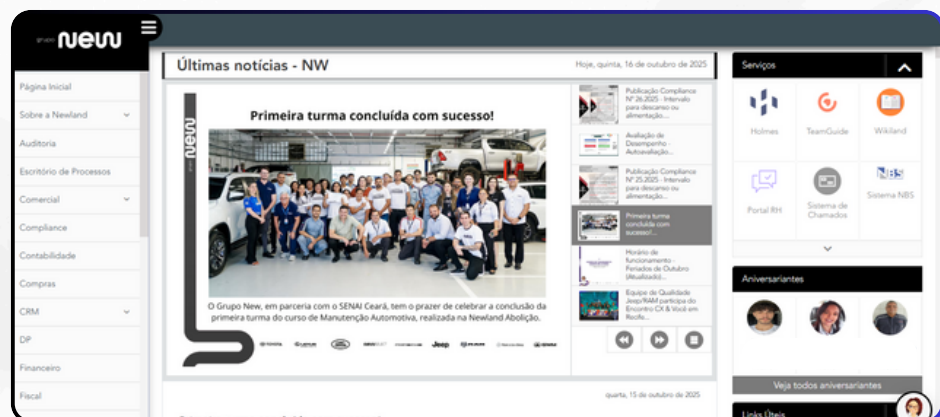 grupo new
Últimas notícias - NW
Hoje, quinta, 16 de outubro de 2025
Página Inicial
Sobre a Newland
Auditoria
Escritório de Processos
Comercial
Compliance
Contabilidade
Compras
CRM
DP
Financeiro
Fiscal
new
Primeira turma concluída com sucesso!
O Grupo New, em parceria com o SENAI Ceará, tem o prazer de celebrar a conclusão da
primeira turma do curso de Manutenção Automotiva, realizada na Newland Abolição.
TOYOTA
LEXUS
Jeep
RAM
Publicação Compliance
Nº 26.2025 - Intervalo
para descanso ou
alimentação...
Avaliação de
Desempenho -
Autoavaliação...
Publicação Compliance
Nº 25.2025 - Intervalo
para descanso ou
alimentação...
Primeira turma
concluída com
sucesso!...
Horário de
funcionamento -
Feriados de Outubro
(Atualizado)...
Equipe de Qualidade
Jeep/RAM participa do
Encontro CX & Você em
Recife...
quarta, 15 de outubro de 2025
Serviços
Holmes
TeamGuide
Wikiland
Portal RH
Sistema de
Chamados
NBS
Sistema NBS
Aniversariantes
Veja todos aniversariantes
Links Úteis